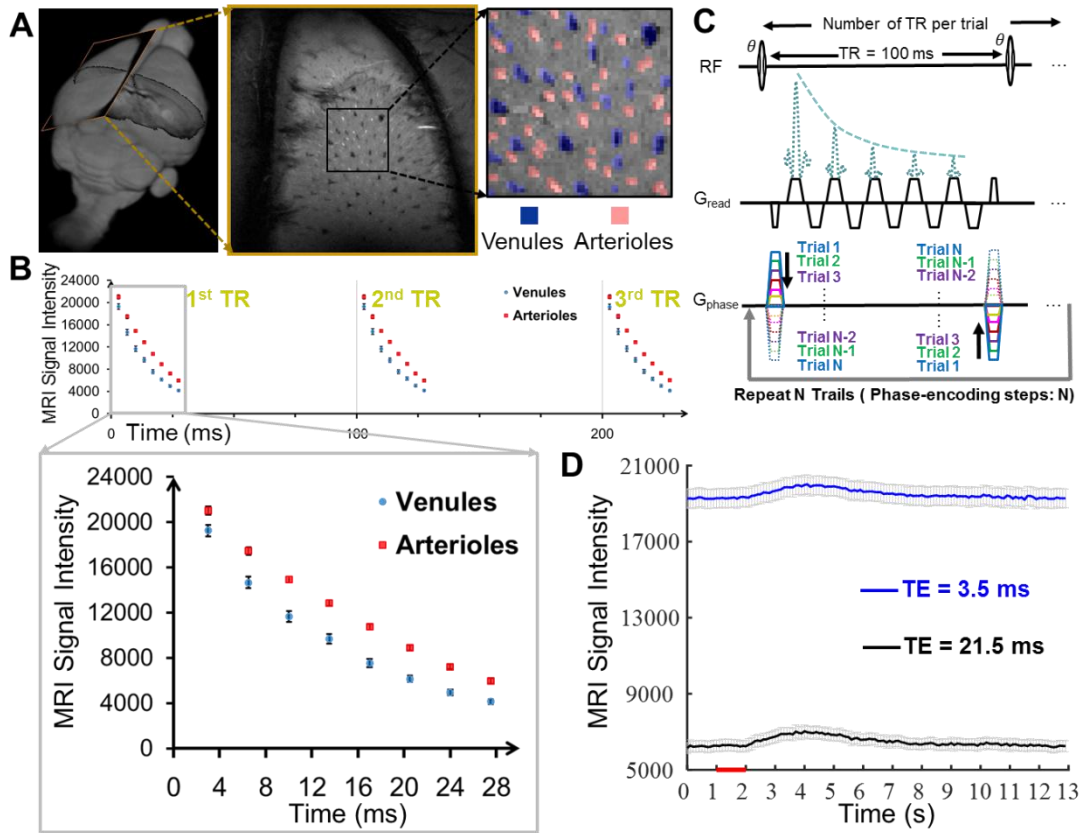 A
Venules Arterioles
B
MRI Signal Intensity
24000
20000
16000
12000
8000
4000
0
1st TR
2nd TR
3rd TR
Venules
Arterioles
0
100
200
Time (ms)
MRI Signal Intensity
24000
20000
16000
12000
8000
4000
0
Venules
Arterioles
0 4 8 12 16 20 24 28
Time (ms)
C
Number of TR per trial
θ
TR = 100 ms
θ
RF
...
Gread
...
Trial 1
Trial 2
Trial 3
Trial N
Trial N-1
Trial N-2
Gphase
...
Trial N-2
Trial N-1
Trial N
Trial 3
Trial 2
Trial 1
Repeat N Trails ( Phase-encoding steps: N)
D
MRI Signal Intensity
21000
17000
13000
9000
5000
TE = 3.5 ms
TE = 21.5 ms
0 1 2 3 4 5 6 7 8 9 10 11 12 13
Time (s)